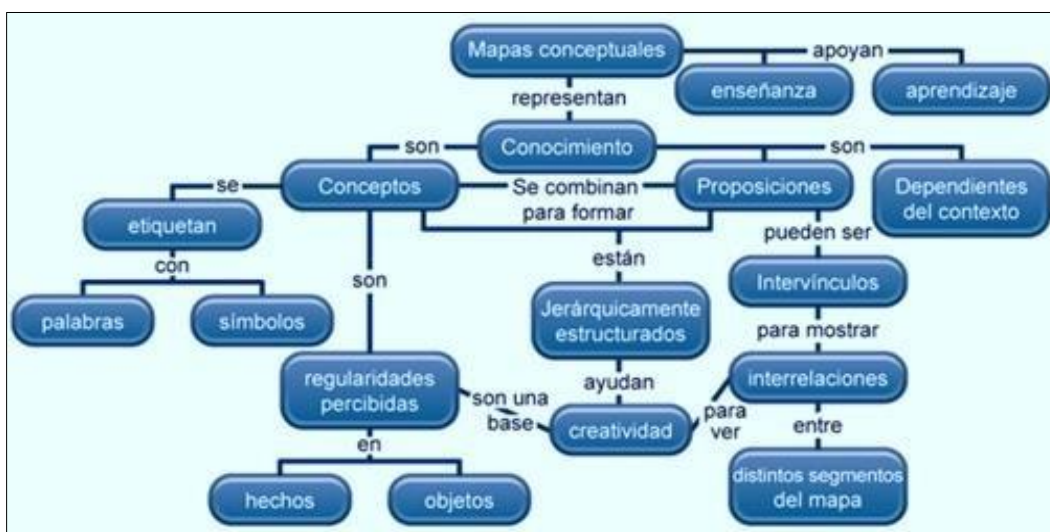 Mapas conceptuales
apoyan
enseñanza
aprendizaje
representan
Conocimiento
son
son
Conceptos
Se combinan
para formar
Proposiciones
Dependientes
del contexto
se
etiquetan
con
palabras
símbolos
son
están
pueden ser
Intervínculos
Jerárquicamente
estructurados
para mostrar
regularidades
percibidas
ayudan
interrelaciones
son una
base
creatividad
para
ver
entre
en
hechos
objetos
distintos segmentos
del mapa